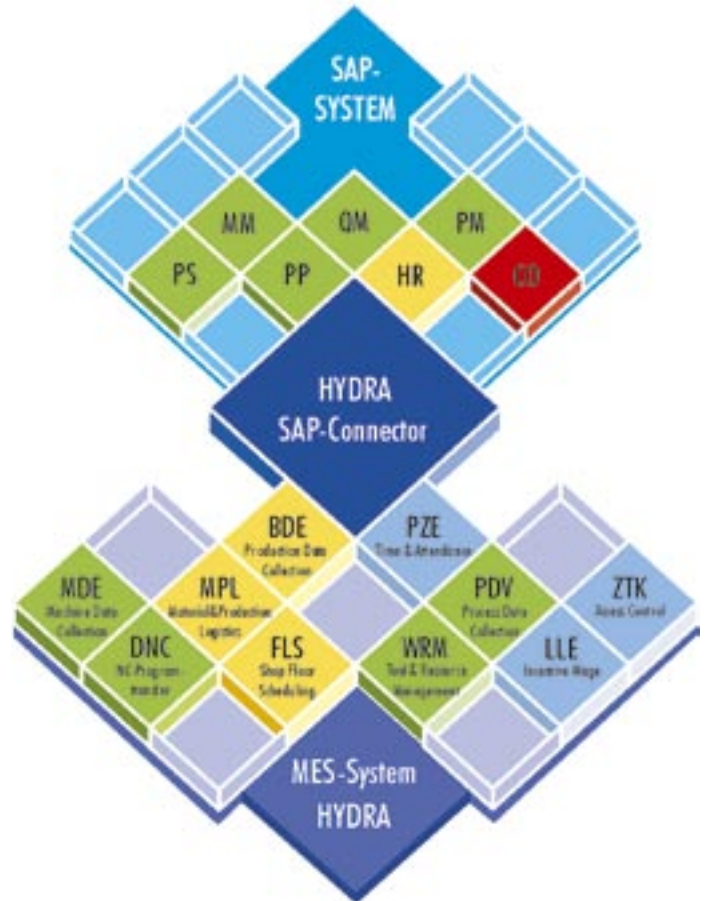 SAP-
SYSTEM
MM
QM
PM
PS
PP
HR
HYDRA
SAP-Connector
BDE
Production Data
Collection
PZE
Time & Attendance
MDE
Machine Data
Collection
MPL
Material&Production
Logistics
PDV
Process Data
Collection
ZTK
Access Control
DNC
NC Program-
FLS
Shop Floor
Scheduling
WRM
Tool & Resource
Management
LLE
Incentive Wage
MES-System
HYDRA